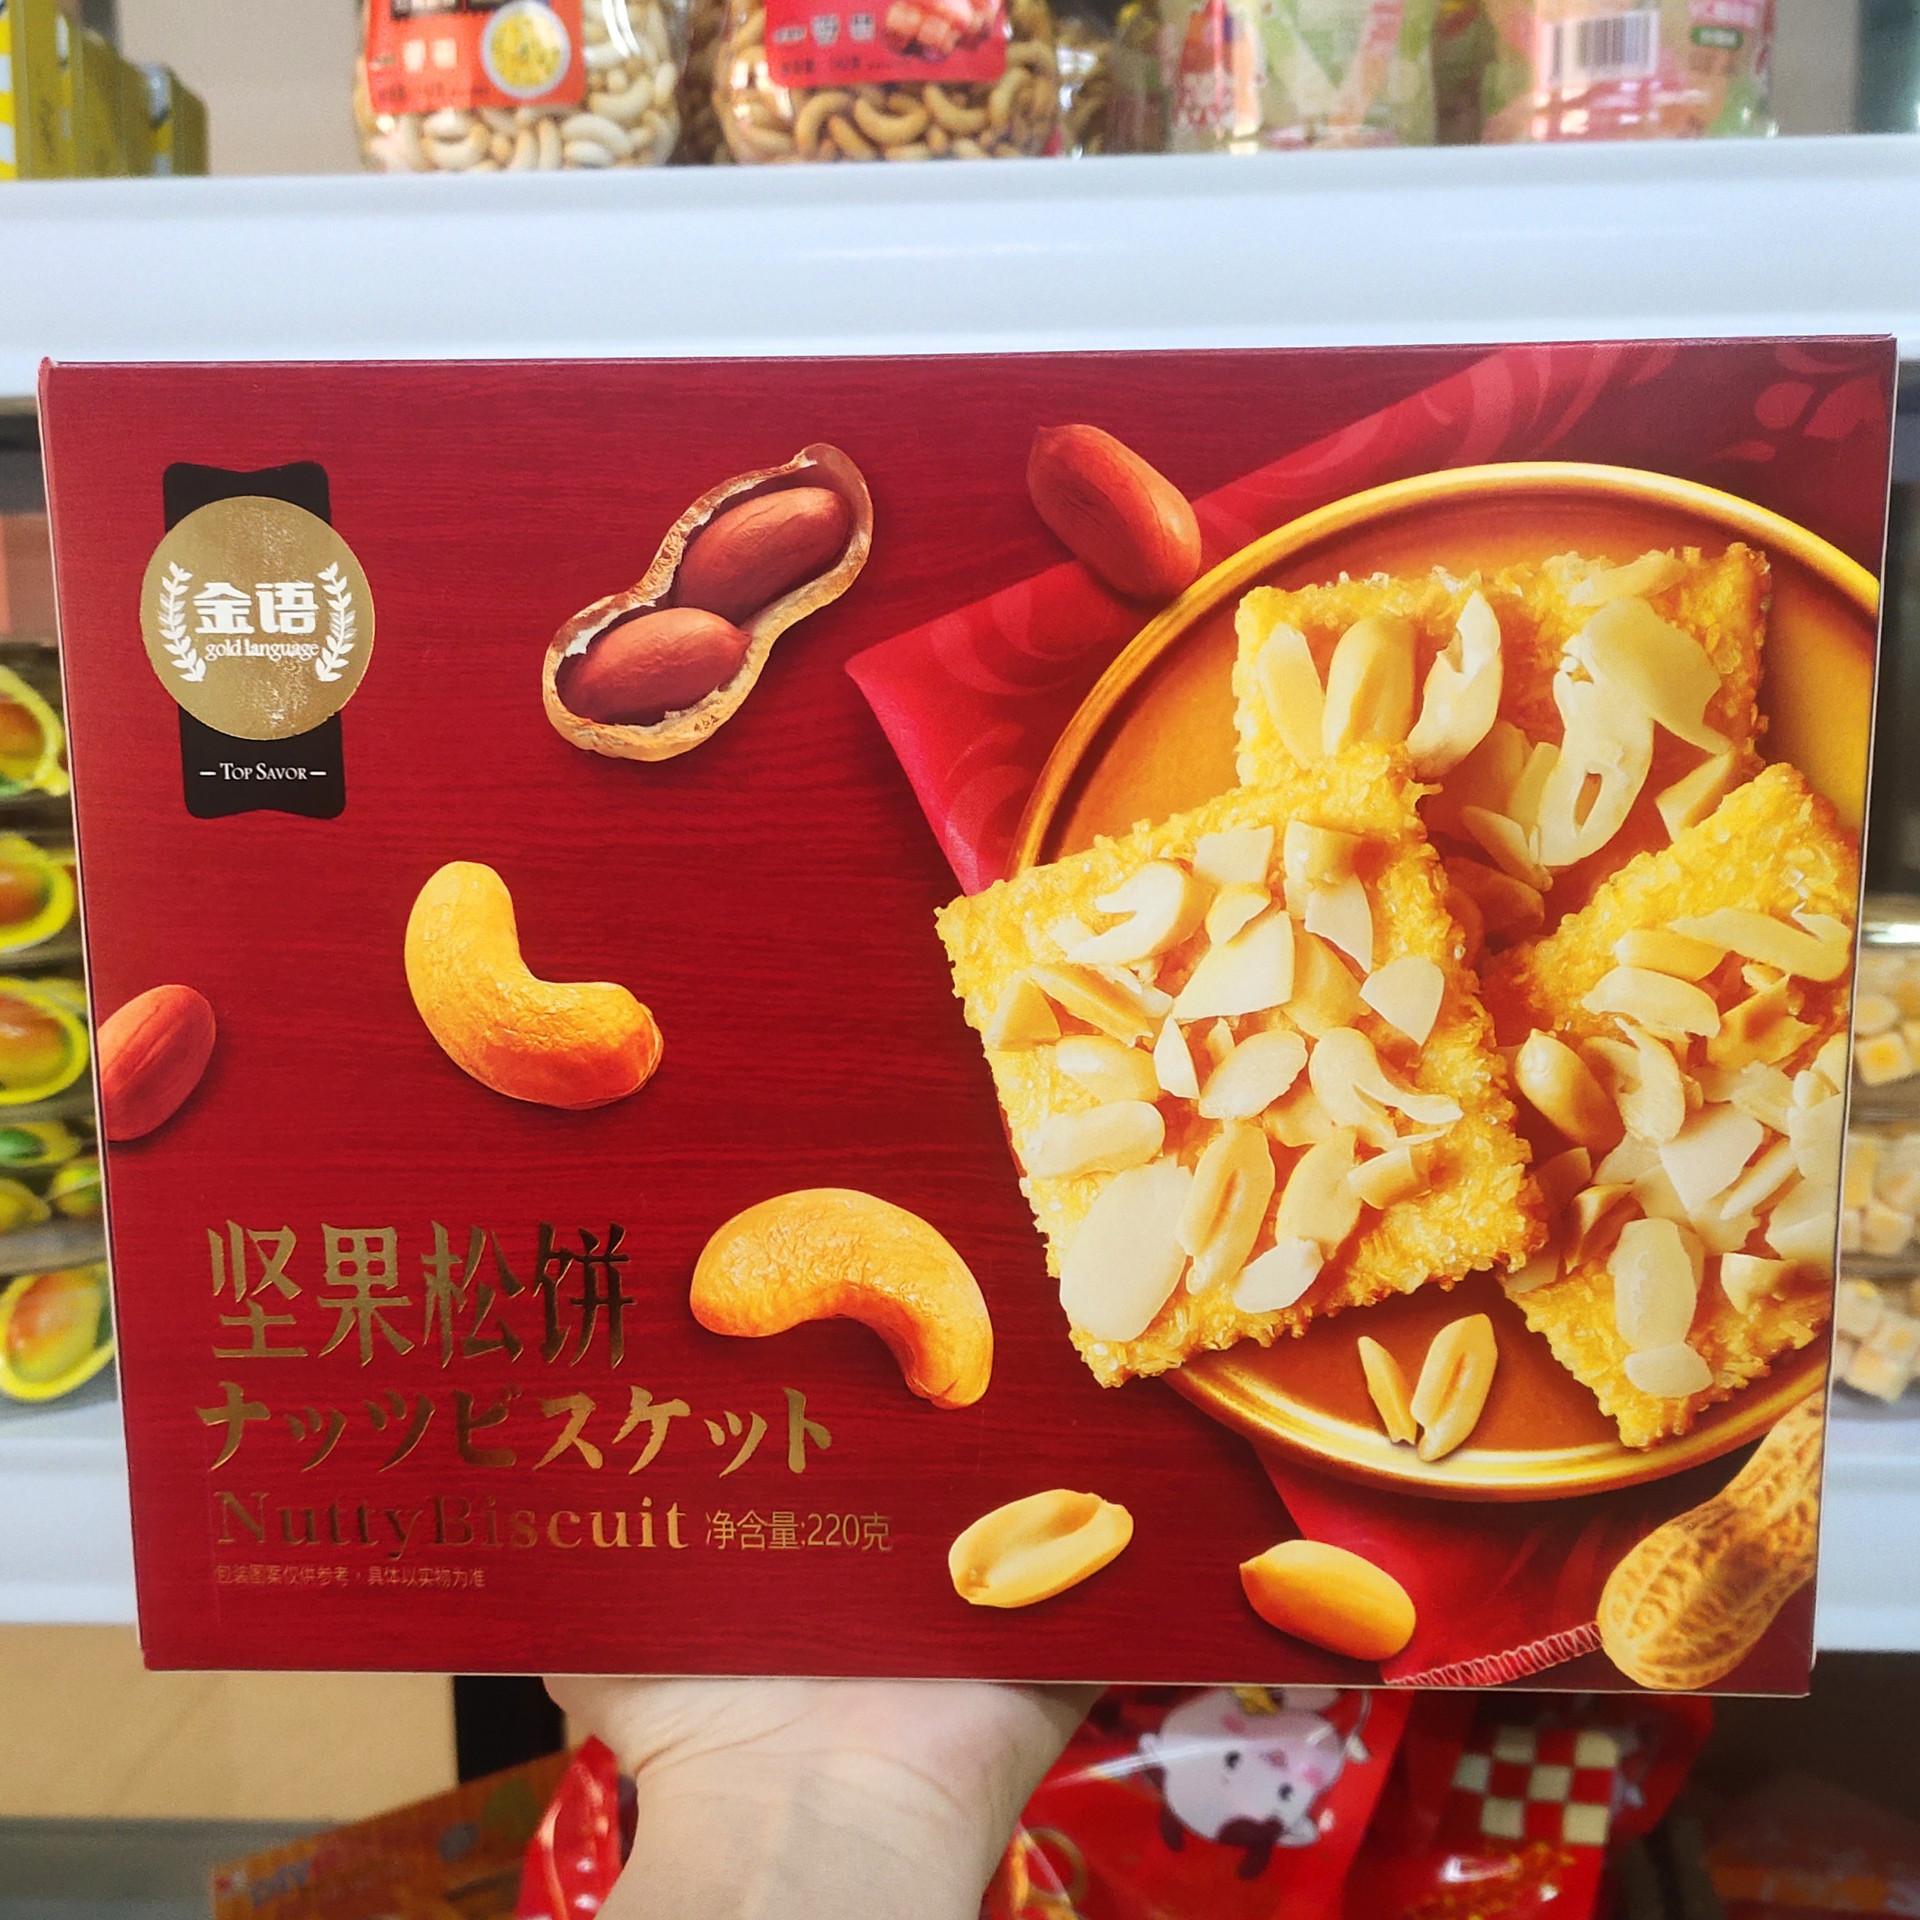 金语
gold language
TOP SAVOR
坚果松饼
ナッツビスケット
NuttyBiscuit 净含量:220克
包装图案仅供参考，具体以实物为准